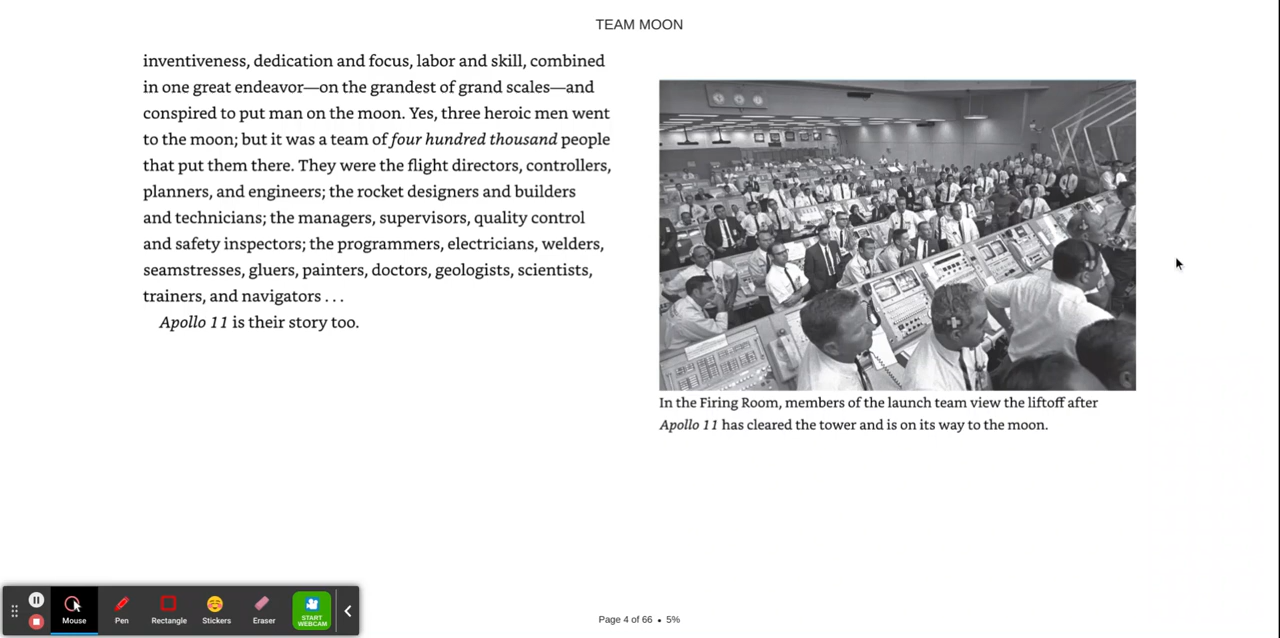 TEAM MOON
inventiveness, dedication and focus, labor and skill, combined
in one great endeavor—on the grandest of grand scales—and
conspired to put man on the moon. Yes, three heroic men went
to the moon; but it was a team of four hundred thousand people
that put them there. They were the flight directors, controllers,
planners, and engineers; the rocket designers and builders
and technicians; the managers, supervisors, quality control
and safety inspectors; the programmers, electricians, welders,
seamstresses, gluers, painters, doctors, geologists, scientists,
trainers, and navigators . . .
Apollo 11 is their story too.
In the Firing Room, members of the launch team view the liftoff after
Apollo 11 has cleared the tower and is on its way to the moon.
Mouse
Pen
Rectangle
Stickers
Eraser
START
WEBCAM
Page 4 of 66 • 5%